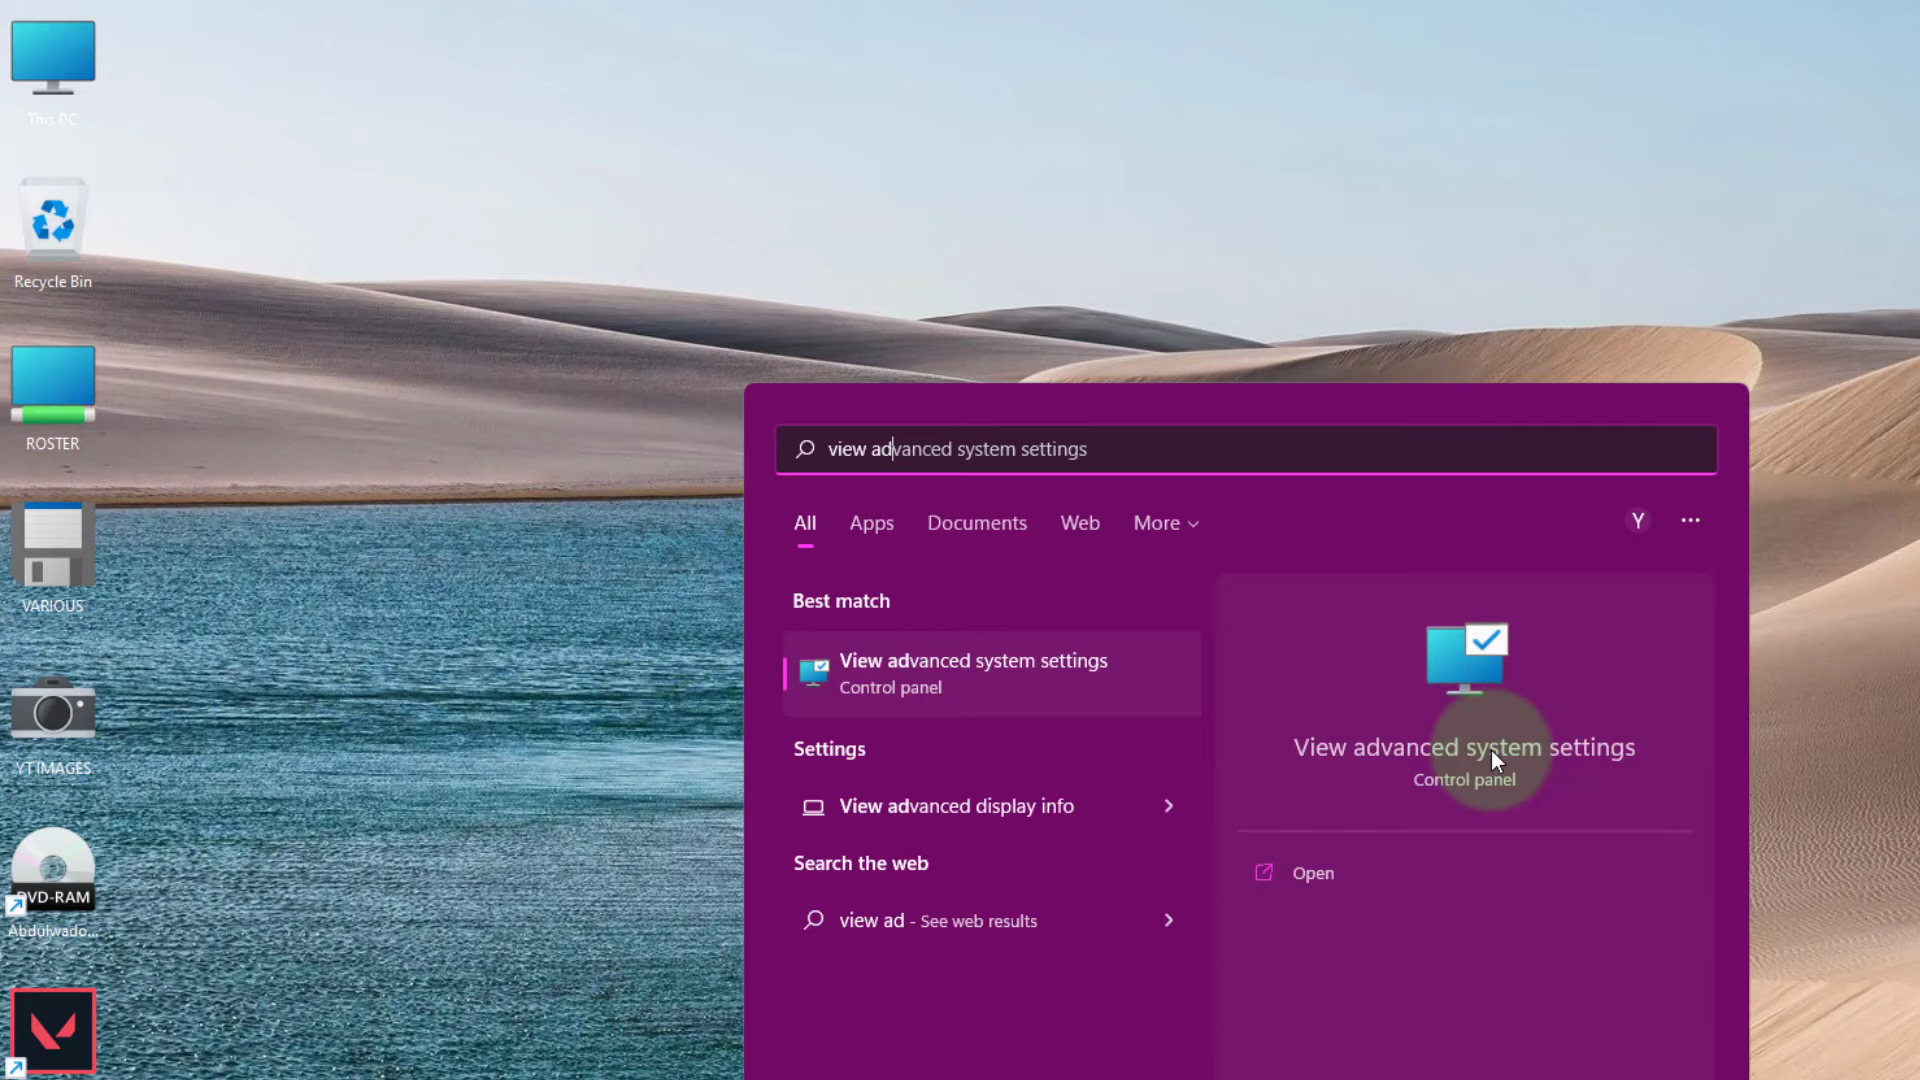 This PC
Recycle Bin
ROSTER
VARIOUS
YT IMAGES
DVD-RAM
Abdulwado...
view advanced system settings
All Apps Documents Web More
Y ...
Best match
View advanced system settings
Control panel
Settings
View advanced display info
Search the web
view ad - See web results
View advanced system settings
Control panel
Open